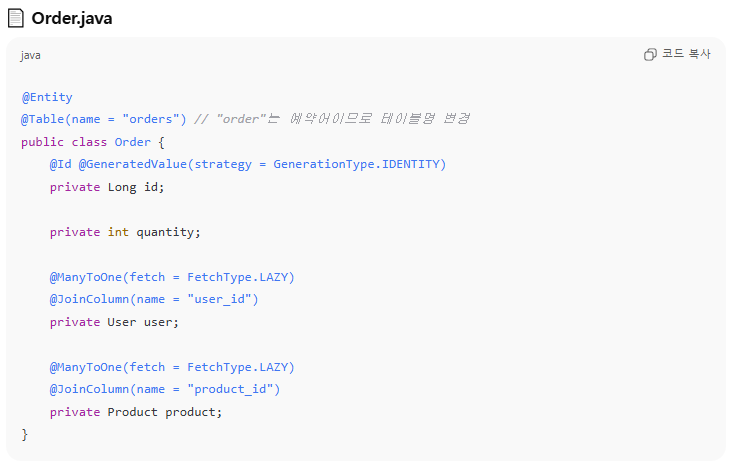 Order.java
java
코드 복사
@Entity
@Table(name = "orders") // "order"는 예약어이므로 테이블명 변경
public class Order {
    @Id @GeneratedValue(strategy = GenerationType.IDENTITY)
    private Long id;
    private int quantity;
    @ManyToOne(fetch = FetchType.LAZY)
    @JoinColumn(name = "user_id")
    private User user;
    @ManyToOne(fetch = FetchType.LAZY)
    @JoinColumn(name = "product_id")
    private Product product;
}